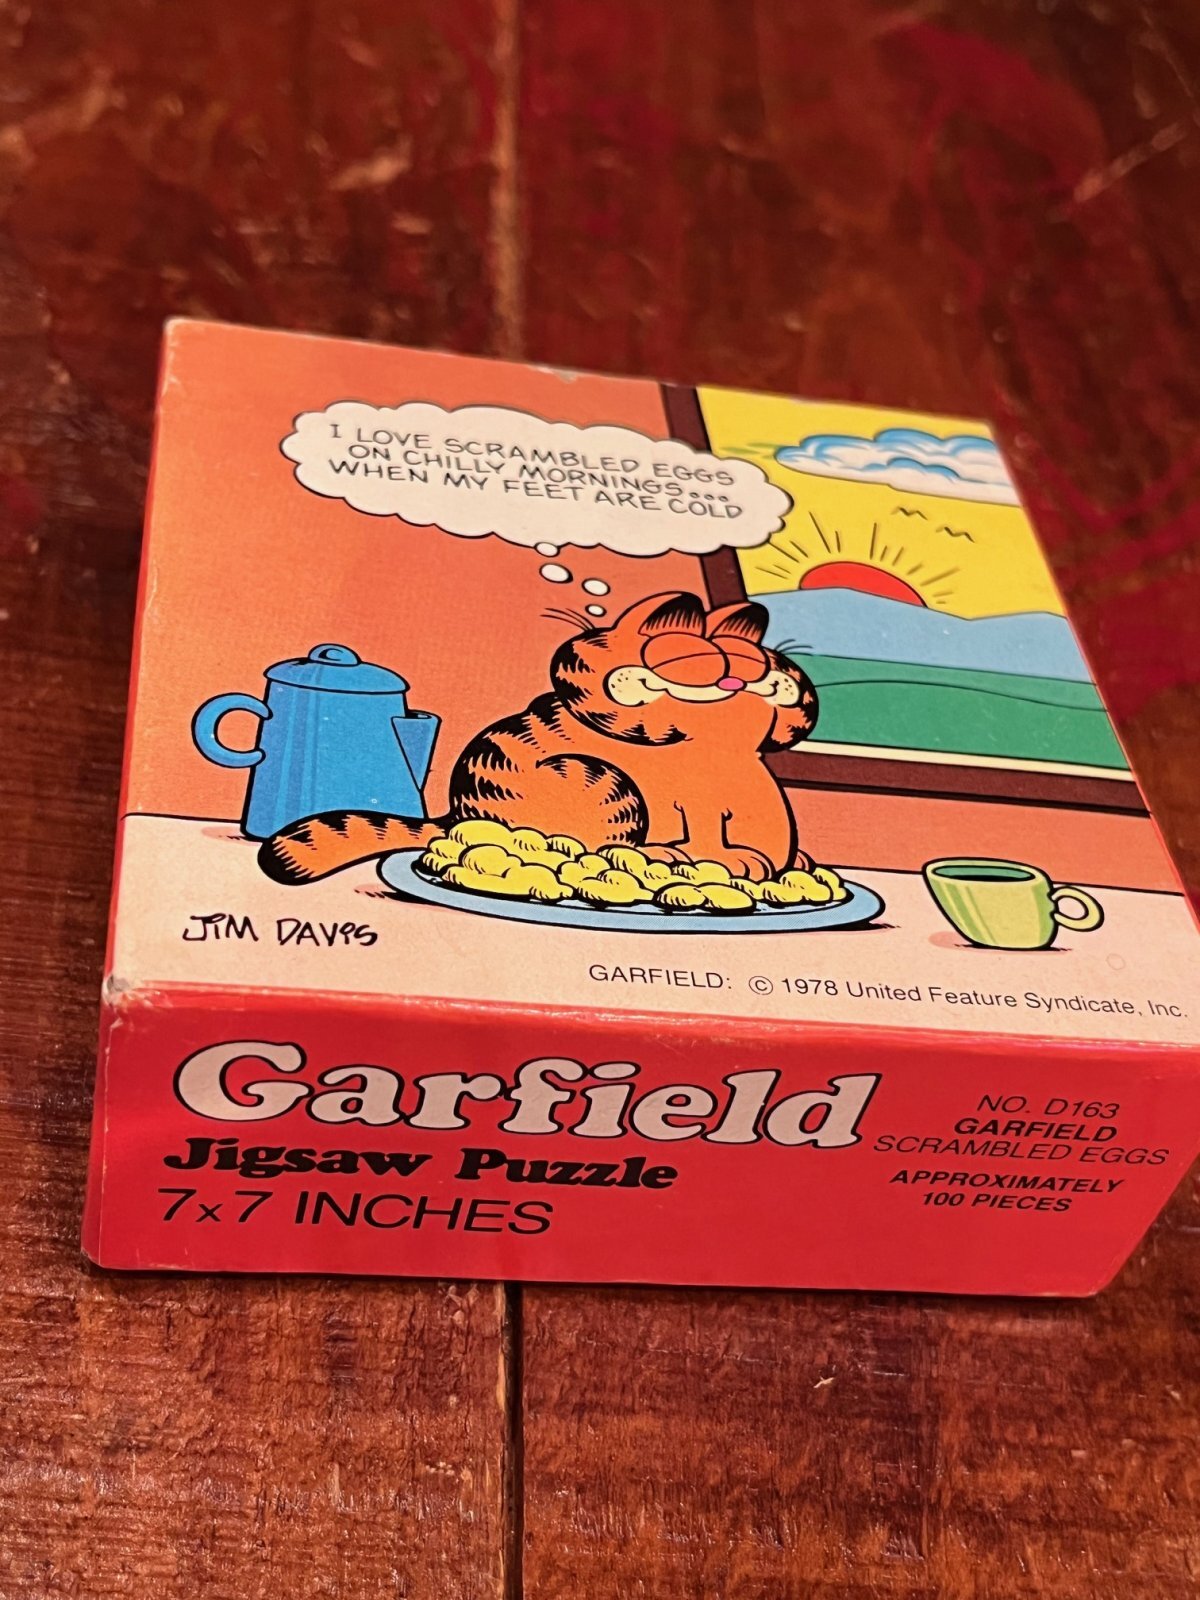 I LOVE SCRAMBLED EGGS
ON CHILLY MORNINGS...
WHEN MY FEET ARE COLD
JIM DAVIS
GARFIELD: © 1978 United Feature Syndicate, Inc.
Garfield
Jigsaw Puzzle
7x7 INCHES
NO. D163
GARFIELD
SCRAMBLED EGGS
APPROXIMATELY
100 PIECES